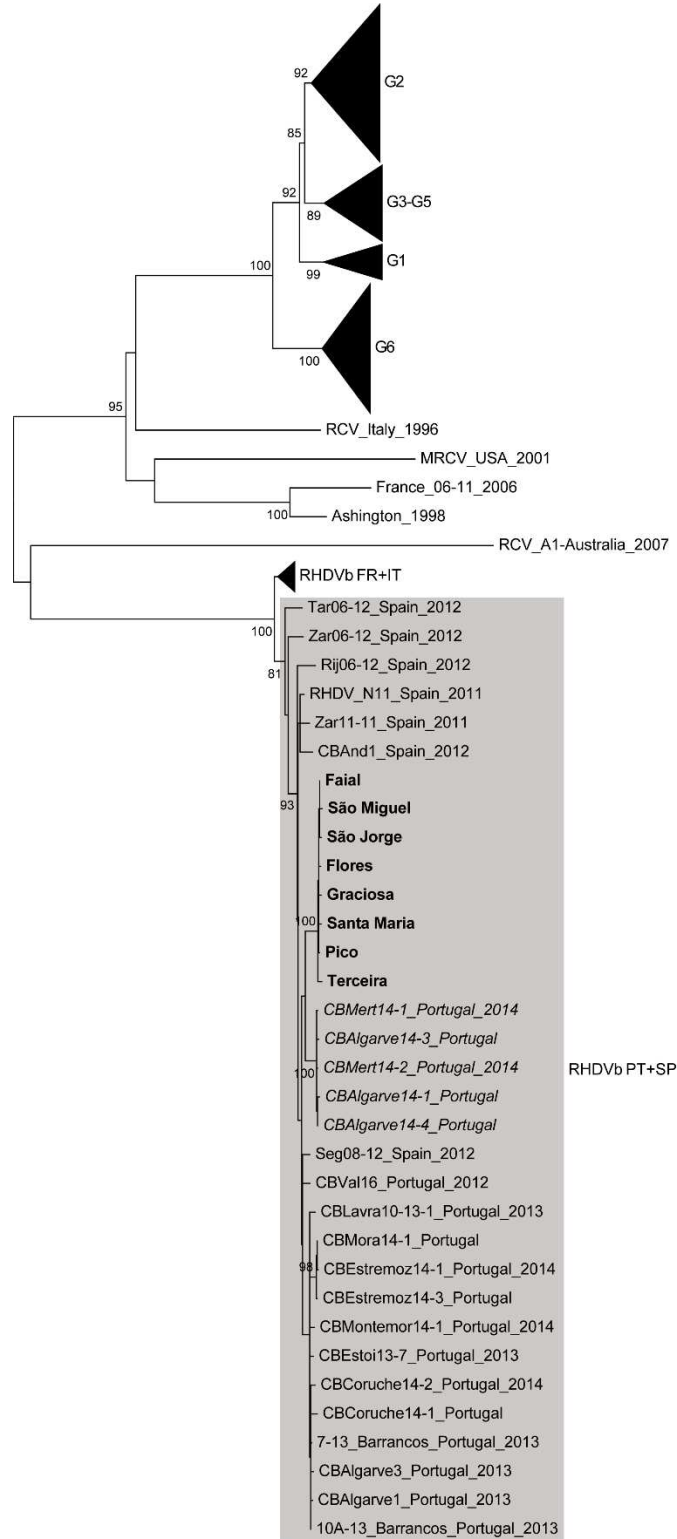 92
G2
85
92
G3-G5
89
G1
99
100
G6
100
RCV_Italy_1996
95
MRCV_USA_2001
France_06-11_2006
100
Ashington_1998
RCV_A1-Australia_2007
RHDVb FR+IT
100
Tar06-12_Spain_2012
Zar06-12_Spain_2012
81
Rij06-12_Spain_2012
RHDV_N11_Spain_2011
Zar11-11_Spain_2011
CBAnd1_Spain_2012
Faial
93
São Miguel
São Jorge
Flores
Graciosa
100
Santa Maria
Pico
Terceira
CBMert14-1_Portugal_2014
CBAlgarve14-3_Portugal
100
CBMert14-2_Portugal_2014
RHDVb PT+SP
CBAlgarve14-1_Portugal
CBAlgarve14-4_Portugal
Seg08-12_Spain_2012
CBVal16_Portugal_2012
CBLavra10-13-1_Portugal_2013
CBMora14-1_Portugal
98
CBEstremoz14-1_Portugal_2014
CBEstremoz14-3_Portugal
CBMontemor14-1_Portugal_2014
CBEstoi13-7_Portugal_2013
CBCoruche14-2_Portugal_2014
CBCoruche14-1_Portugal
7-13_Barrancos_Portugal_2013
CBAlgarve3_Portugal_2013
CBAlgarve1_Portugal_2013
10A-13_Barrancos_Portugal_2013